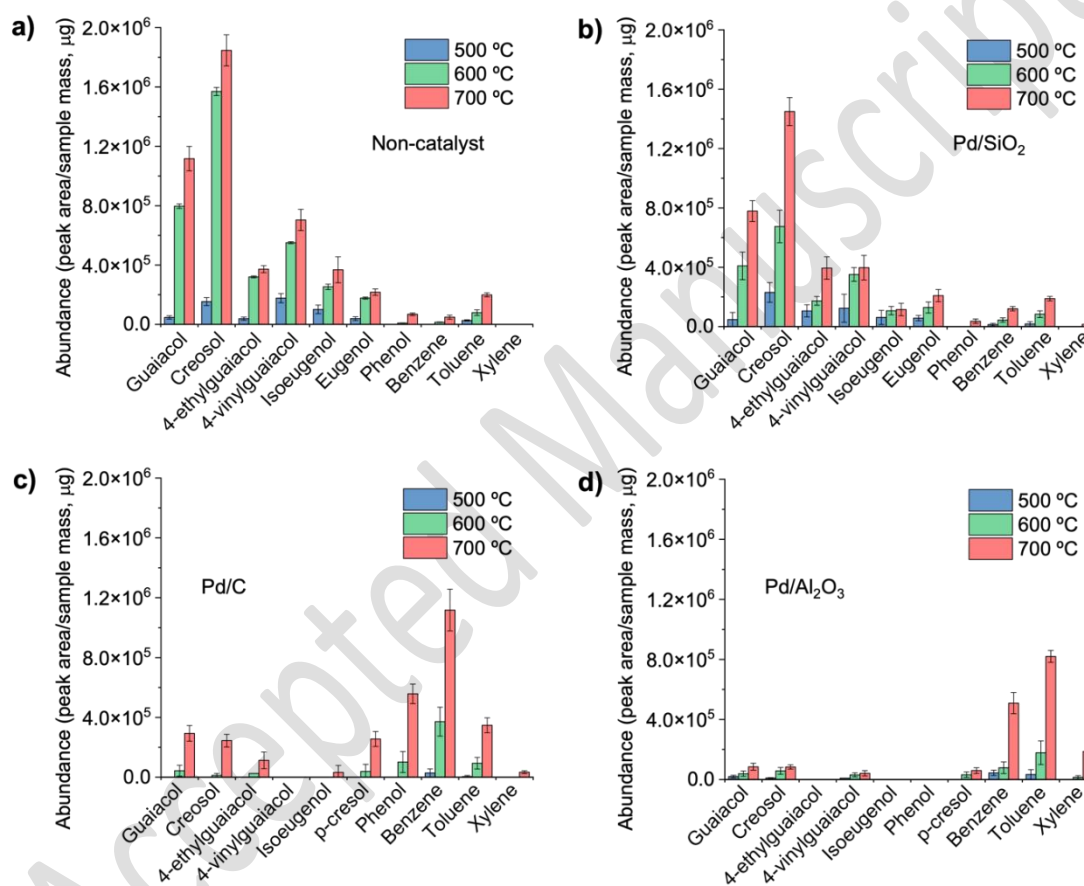 a)
Abundance (peak area/sample mass, μg)
2.0×10⁶
1.6×10⁶
1.2×10⁶
8.0×10⁵
4.0×10⁵
0.0
500 ºC
600 ºC
700 ºC
Non-catalyst
Guaiacol
Creosol
4-ethylguaiacol
4-vinylguaiacol
Isoeugenol
Eugenol
Phenol
Benzene
Toluene
Xylene
b)
Abundance (peak area/sample mass, μg)
2.0×10⁶
1.6×10⁶
1.2×10⁶
8.0×10⁵
4.0×10⁵
0.0
500 ºC
600 ºC
700 ºC
Pd/SiO₂
Guaiacol
Creosol
4-ethylguaiacol
4-vinylguaiacol
Isoeugenol
Eugenol
Phenol
Benzene
Toluene
Xylene
c)
Abundance (peak area/sample mass, μg)
2.0×10⁶
1.6×10⁶
1.2×10⁶
8.0×10⁵
4.0×10⁵
0.0
500 ºC
600 ºC
700 ºC
Pd/C
Guaiacol
Creosol
4-ethylguaiacol
4-vinylguaiacol
Isoeugenol
p-cresol
Phenol
Benzene
Toluene
Xylene
d)
Abundance (peak area/sample mass, μg)
2.0×10⁶
1.6×10⁶
1.2×10⁶
8.0×10⁵
4.0×10⁵
0.0
500 ºC
600 ºC
700 ºC
Pd/Al₂O₃
Guaiacol
Creosol
4-ethylguaiacol
4-vinylguaiacol
Isoeugenol
Phenol
p-cresol
Benzene
Toluene
Xylene
Accepted Manuscript